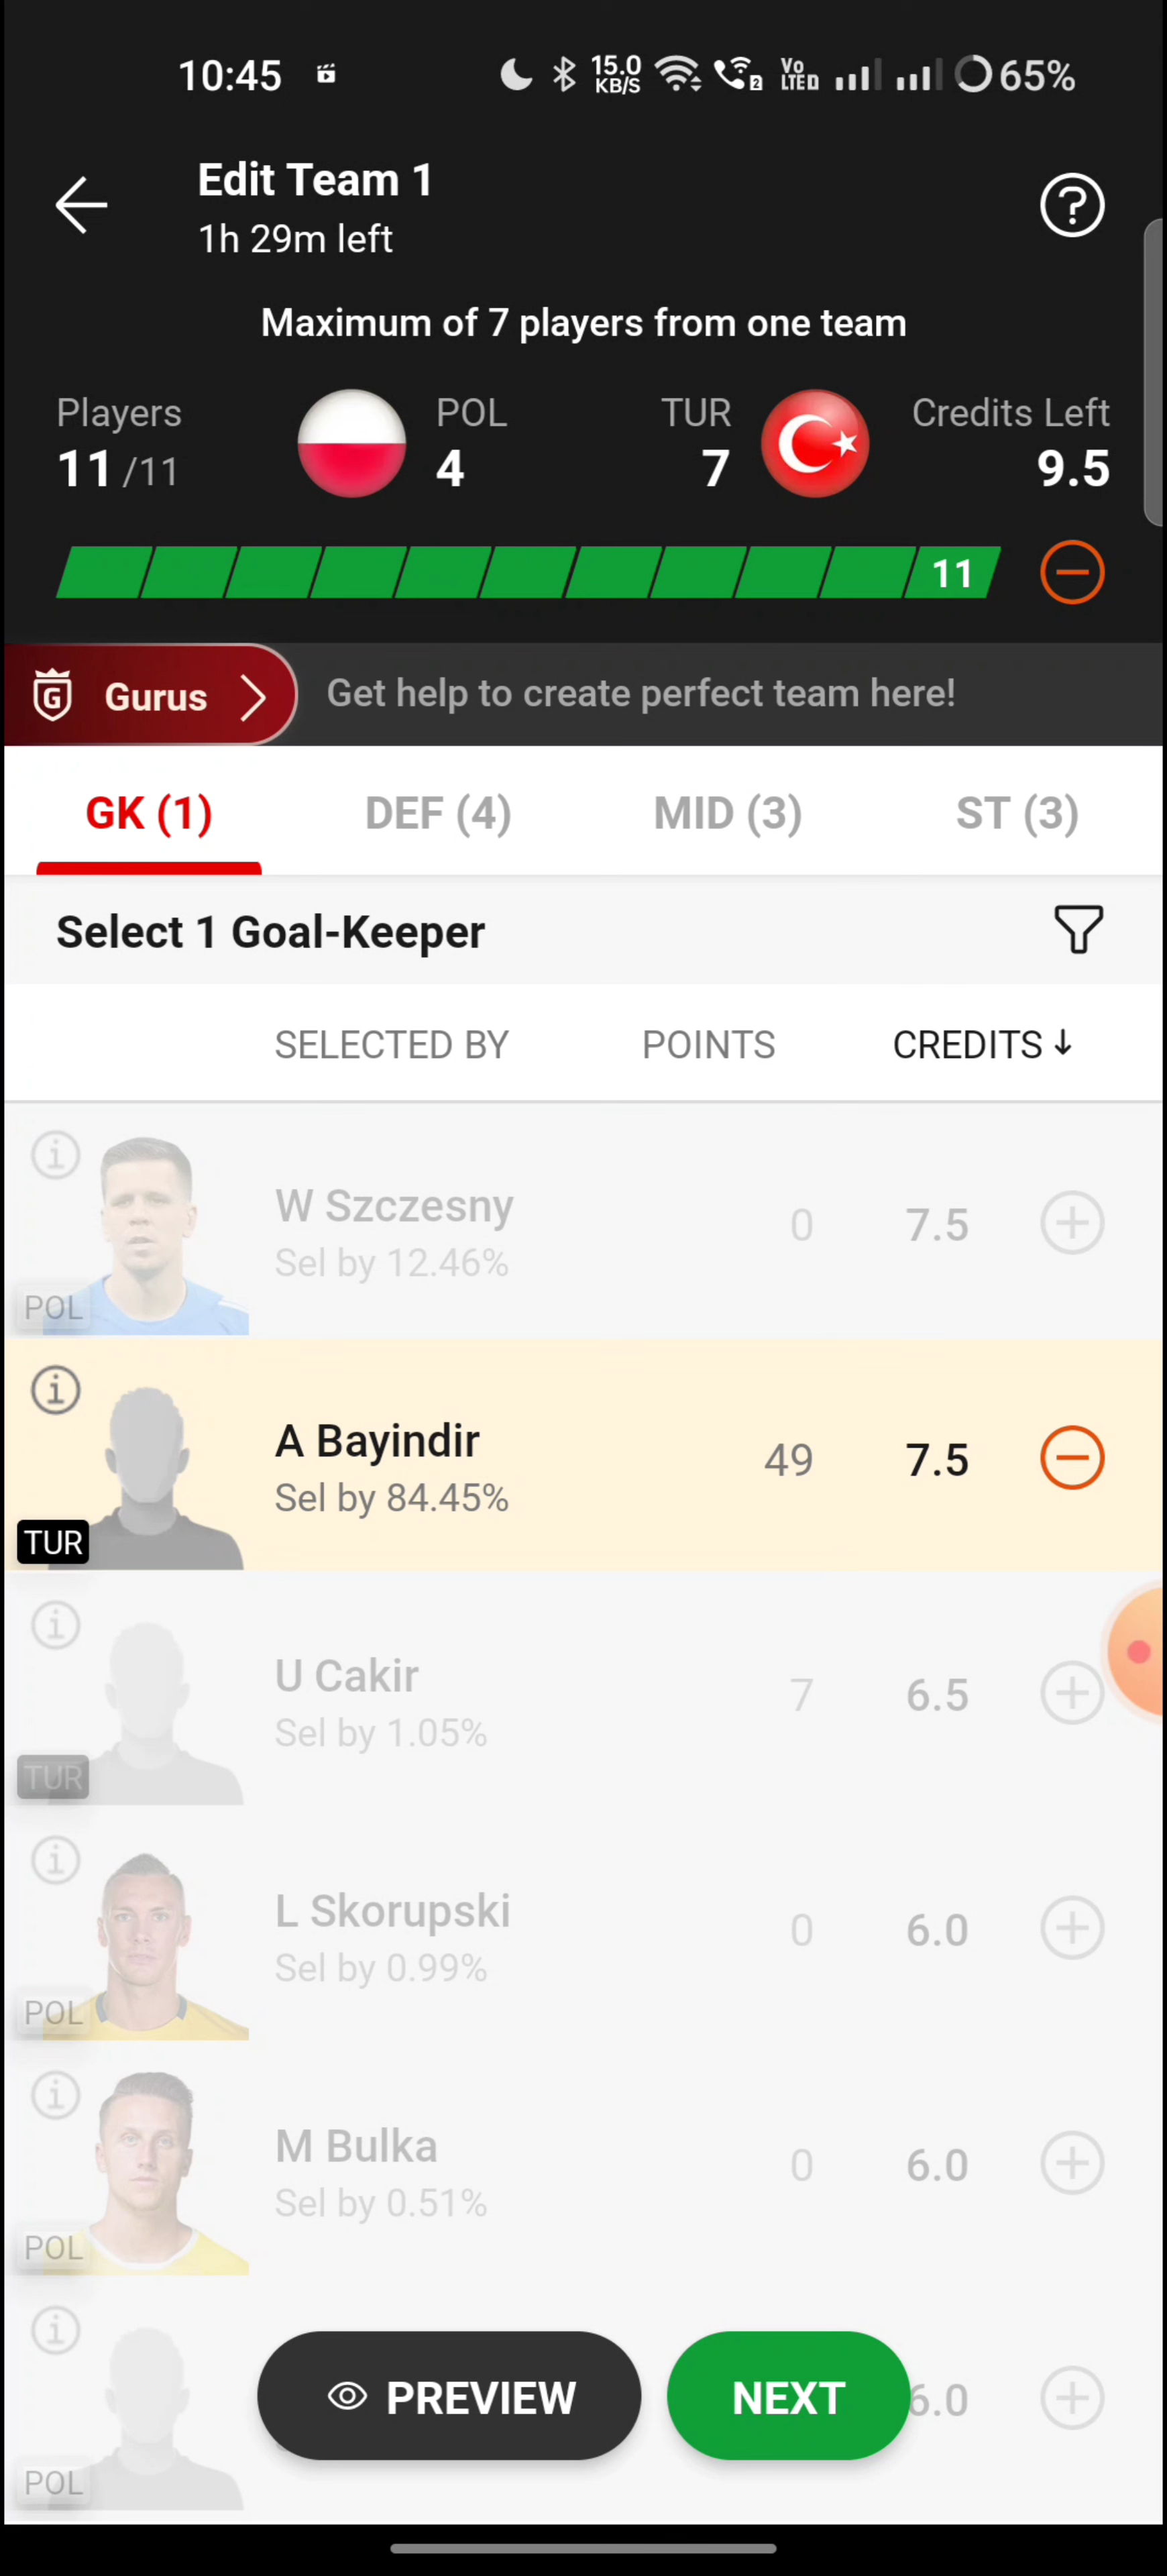 10:45 15.0 KB/S 2 Vo LTED 65%
Edit Team 1
1h 29m left
?
Maximum of 7 players from one team
Players POL TUR Credits Left
11/11 4 7 9.5
11
G Gurus Get help to create perfect team here!
GK (1) DEF (4) MID (3) ST (3)
Select 1 Goal-Keeper
SELECTED BY POINTS CREDITS ↓
i
W Szczesny 0 7.5
Sel by 12.46%
POL
i
A Bayindir 49 7.5
Sel by 84.45%
TUR
i
U Cakir 7 6.5
Sel by 1.05%
TUR
i
L Skorupski 0 6.0
Sel by 0.99%
POL
i
M Bulka 0 6.0
Sel by 0.51%
POL
i
PREVIEW NEXT 6.0
POL